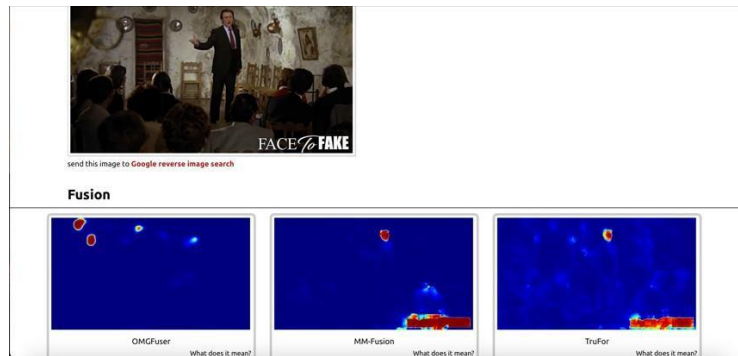 FACE To FAKE
send this image to Google reverse image search
Fusion
OMGFuser
What does it mean?
MM-Fusion
What does it mean?
TruFor
What does it mean?